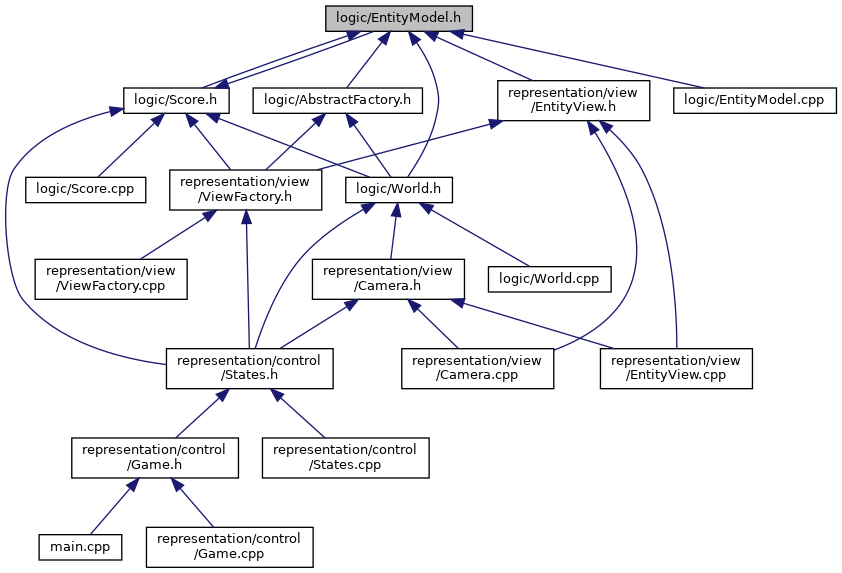 logic/EntityModel.h
logic/Score.h
logic/AbstractFactory.h
representation/view
/EntityView.h
logic/EntityModel.cpp
logic/Score.cpp
representation/view
/ViewFactory.h
logic/World.h
representation/view
/ViewFactory.cpp
representation/view
/Camera.h
logic/World.cpp
representation/control
/States.h
representation/view
/Camera.cpp
representation/view
/EntityView.cpp
representation/control
/Game.h
representation/control
/States.cpp
main.cpp
representation/control
/Game.cpp